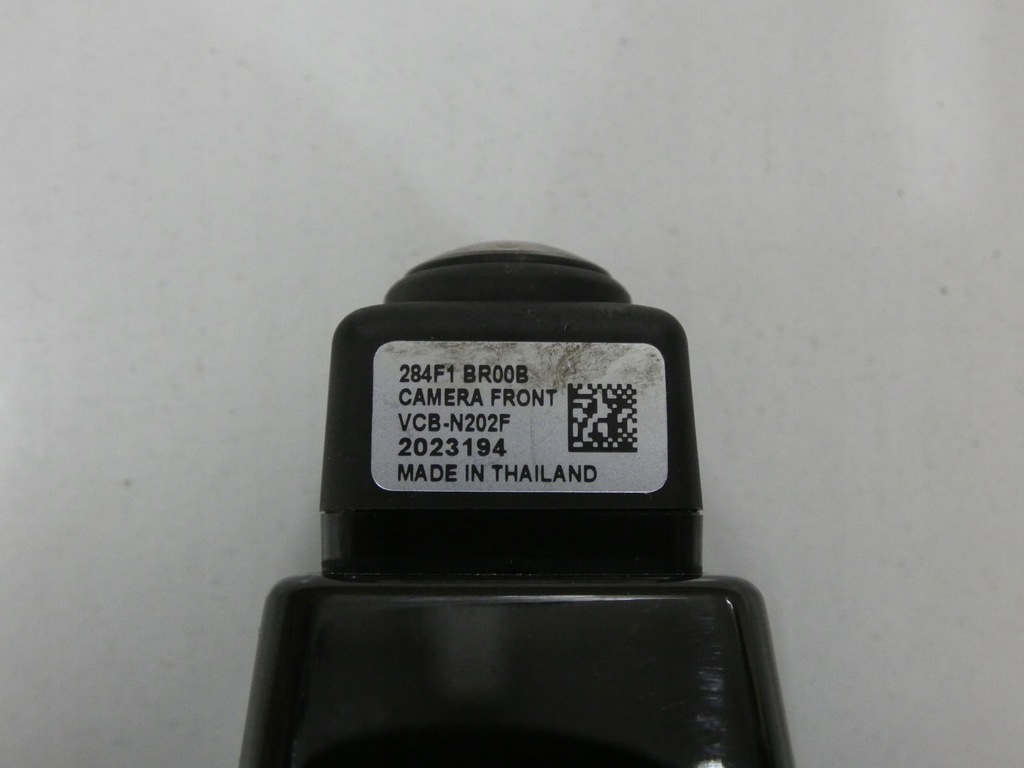 284F1 BR00B
CAMERA FRONT
VCB-N202F
2023194
MADE IN THAILAND